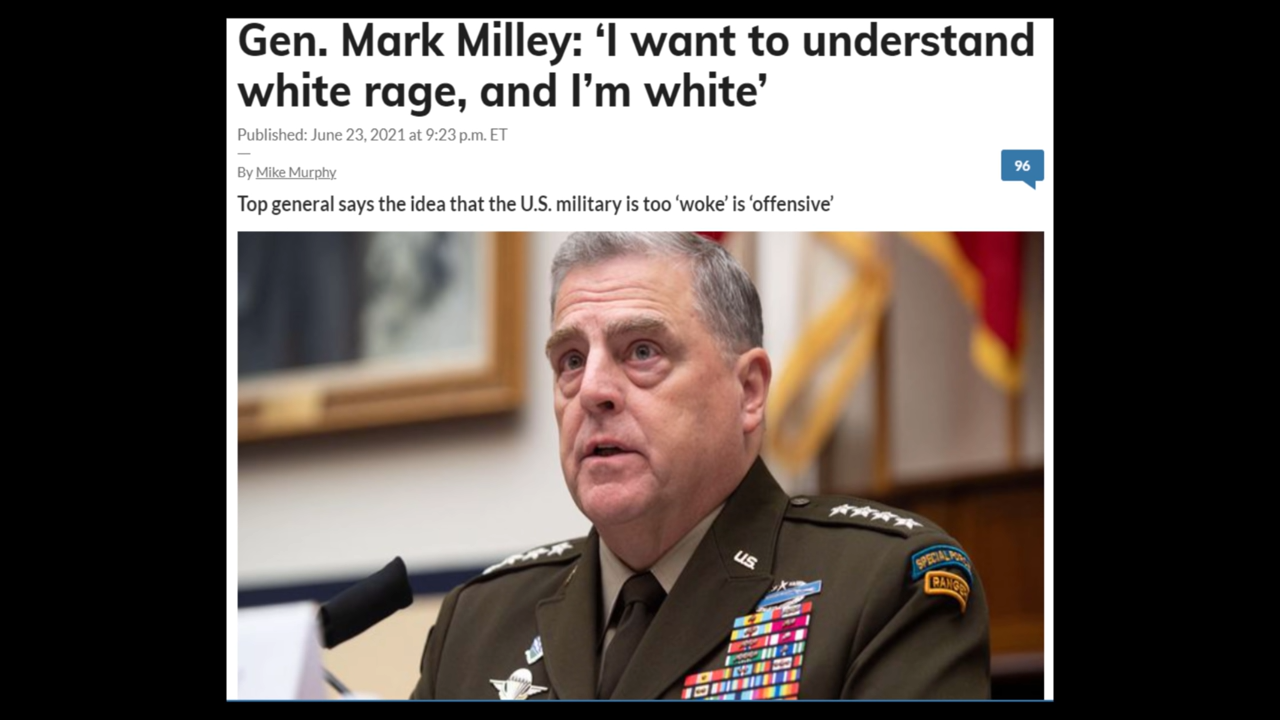 Gen. Mark Milley: ‘I want to understand
white rage, and I’m white’
Published: June 23, 2021 at 9:23 p.m. ET
By Mike Murphy
96
Top general says the idea that the U.S. military is too ‘woke’ is ‘offensive’
U.S.
SPECIAL
RANGER